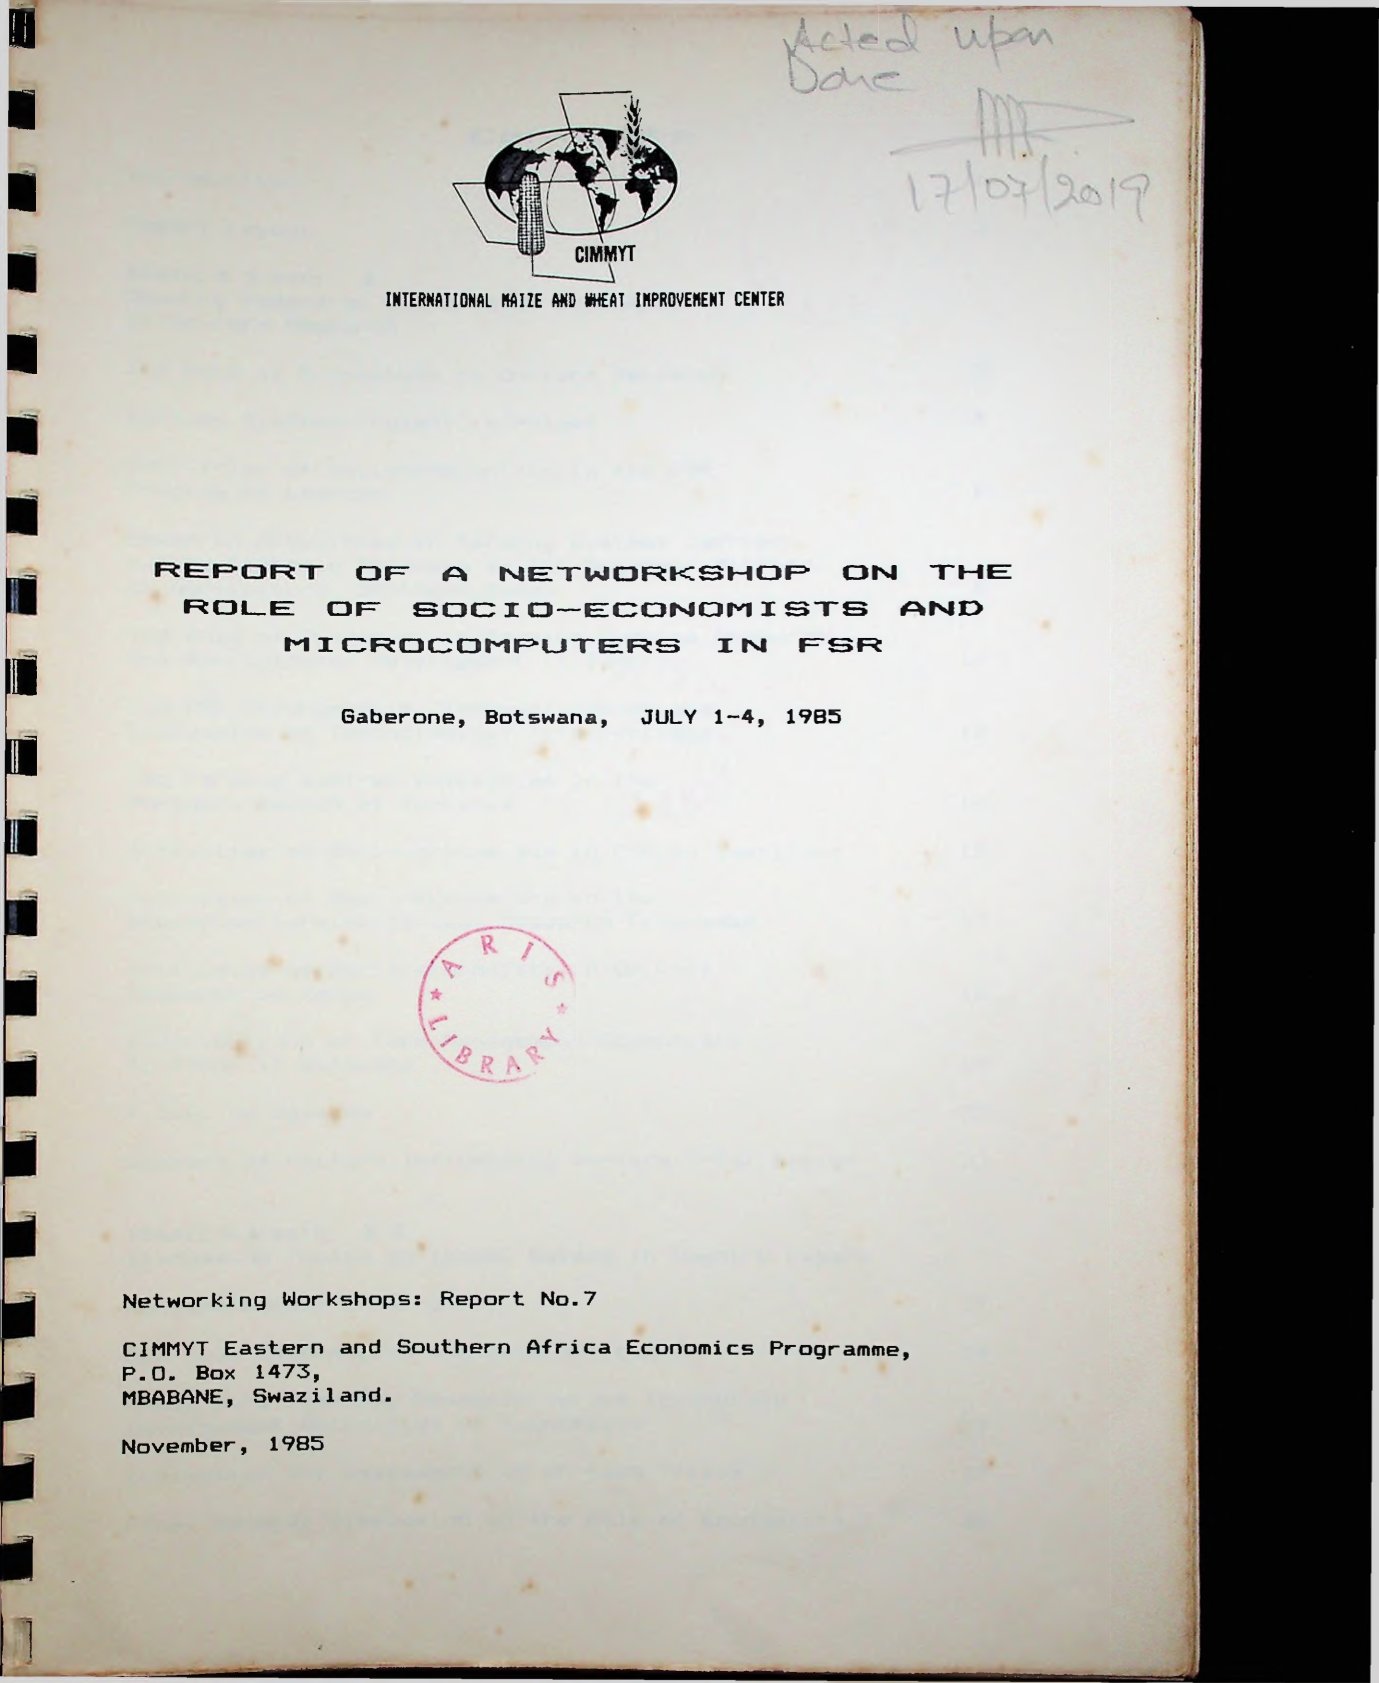 Acted upon
Done
17/07/2019
CIMMYT
INTERNATIONAL MAIZE AND WHEAT IMPROVEMENT CENTER
REPORT OF A NETWORKSHOP ON THE
ROLE OF SOCIO-ECONOMISTS AND
MICROCOMPUTERS IN FSR
Gaberone, Botswana, JULY 1-4, 1985
ARIS
LIBRARY
Networking Workshops: Report No.7
CIMMYT Eastern and Southern Africa Economics Programme,
P.O. Box 1473,
MBABANE, Swaziland.
November, 1985